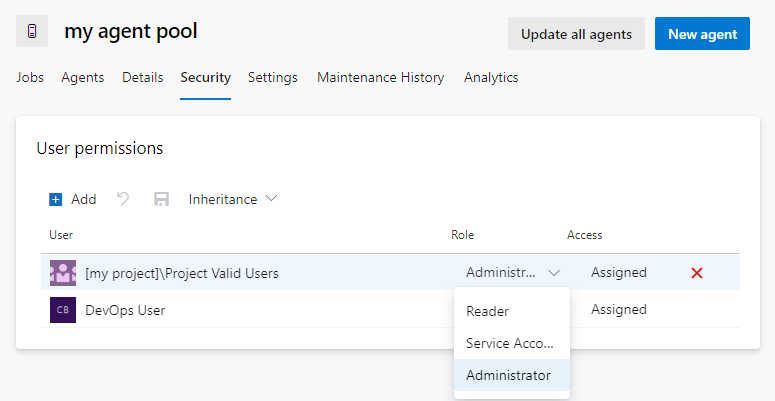 my agent pool
Update all agents
New agent
Jobs Agents Details Security Settings Maintenance History Analytics
User permissions
Add Inheritance
User Role Access
[my project]\Project Valid Users Administr... Assigned
CB DevOps User Assigned
Reader
Service Acco...
Administrator